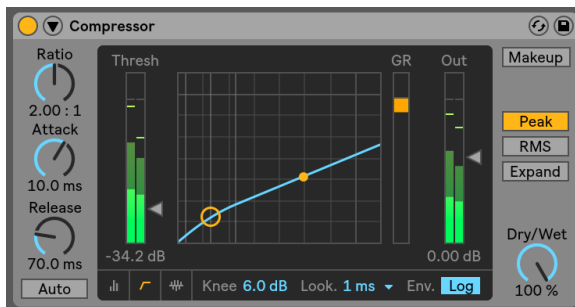 Compressor
Ratio
2.00 : 1
Attack
10.0 ms
Release
70.0 ms
Auto
Thresh
GR
Out
-34.2 dB
0.00 dB
Knee 6.0 dB Look. 1 ms Env. Log
Makeup
Peak
RMS
Expand
Dry/Wet
100 %